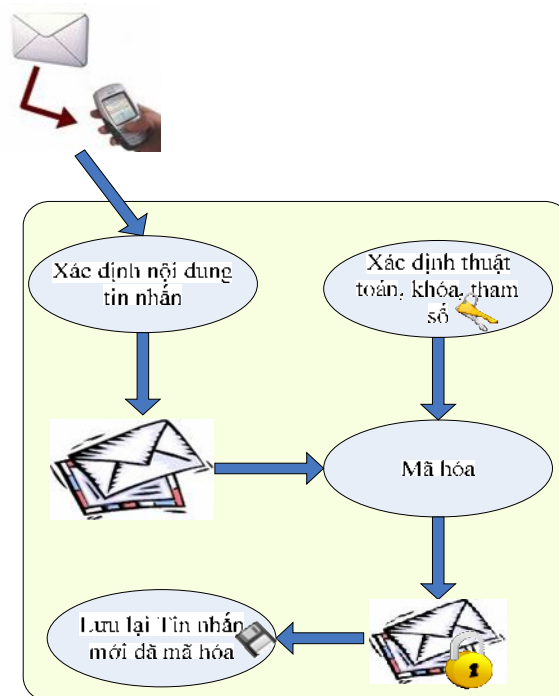 Xác định nội dung
tin nhắn
Xác định thuật
toán, khóa, tham
số
Mã hóa
Lưu lại Tin nhắn
mới đã mã hóa